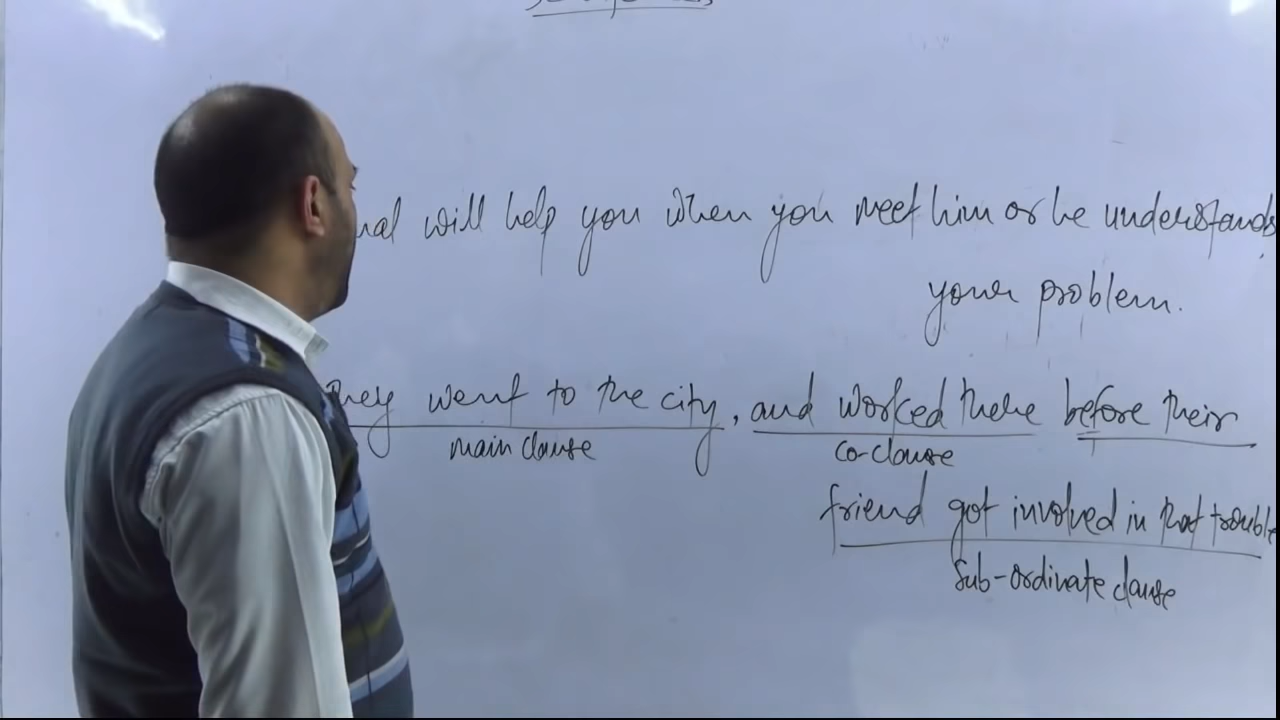 will help you when you meet him or he understands
your problem.
They went to the city, and worked there before their
main clause co-clause
friend got involved in that trouble
Sub-ordinate clause